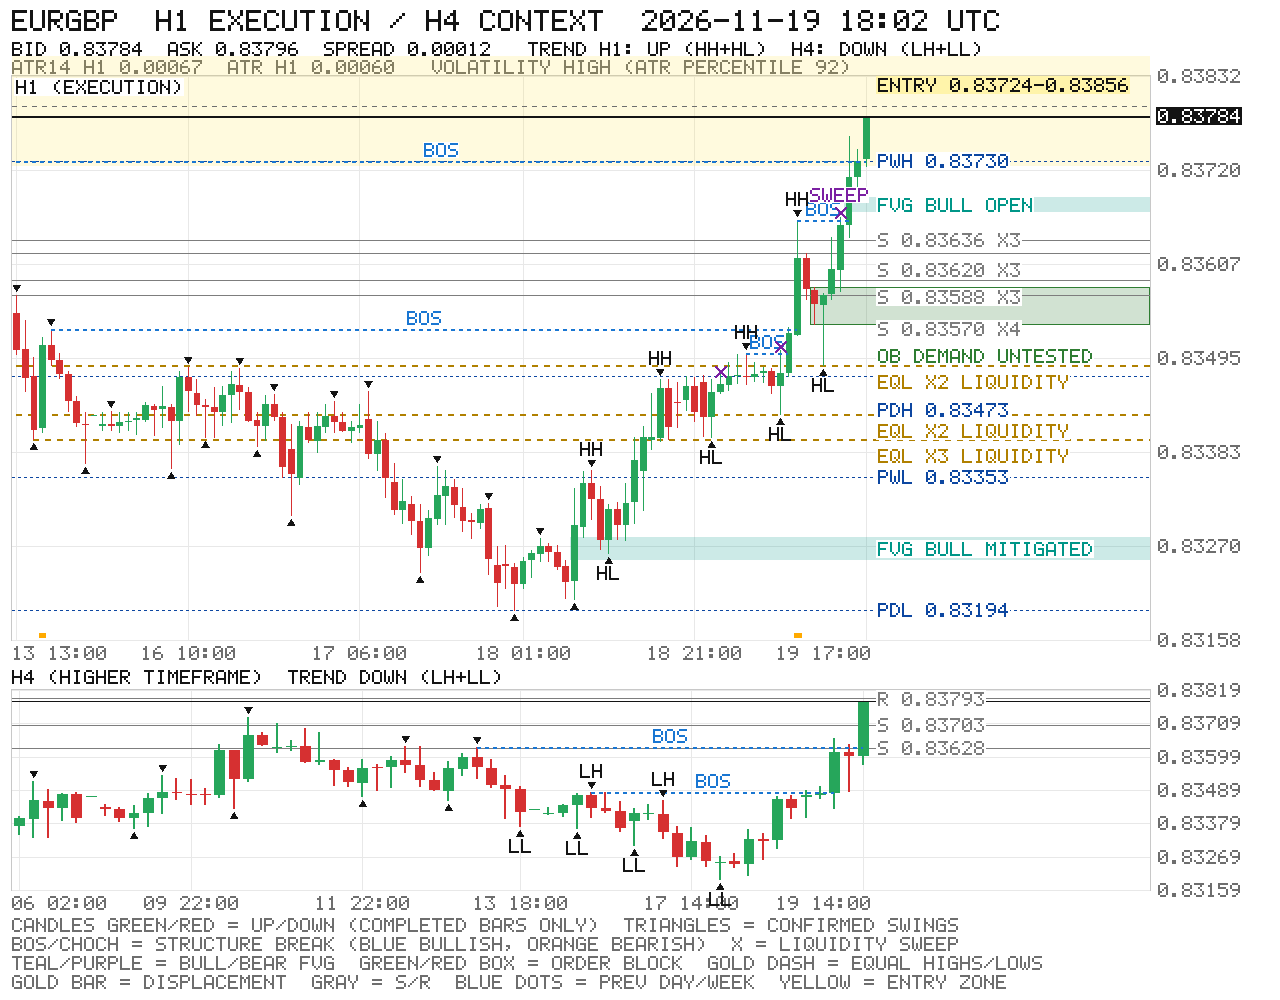 EURGBP  H1 EXECUTION / H4 CONTEXT  2026-11-19 18:02 UTC
BID 0.83784  ASK 0.83796  SPREAD 0.00012   TREND H1: UP (HH+HL)  H4: DOWN (LH+LL)
ATR14 H1 0.00067  ATR H1 0.00060   VOLATILITY HIGH (ATR PERCENTILE 92)
0.83832
H1 (EXECUTION)
ENTRY 0.83724-0.83856
0.83784
BOS
PWH 0.83730
0.83720
HH
SWEEP
BOS
FVG BULL OPEN
S 0.83636 X3
0.83607
S 0.83620 X3
S 0.83588 X3
BOS
S 0.83570 X4
HH
BOS
HH
OB DEMAND UNTESTED
0.83495
HL
EQL X2 LIQUIDITY
PDH 0.83473
HL
EQL X2 LIQUIDITY
HH
HL
EQL X3 LIQUIDITY
0.83383
PWL 0.83353
FVG BULL MITIGATED
0.83270
HL
PDL 0.83194
0.83158
13 13:00  16 10:00  17 06:00  18 01:00  18 21:00  19 17:00
H4 (HIGHER TIMEFRAME)  TREND DOWN (LH+LL)
0.83819
R 0.83793
S 0.83703
0.83709
BOS
S 0.83628
0.83599
LH
LH
BOS
0.83489
0.83379
LL
LL
LL
0.83269
0.83159
LL
06 02:00  09 22:00  11 22:00  13 18:00  17 14:00  19 14:00
CANDLES GREEN/RED = UP/DOWN (COMPLETED BARS ONLY)  TRIANGLES = CONFIRMED SWINGS
BOS/CHOCH = STRUCTURE BREAK (BLUE BULLISH, ORANGE BEARISH)  X = LIQUIDITY SWEEP
TEAL/PURPLE = BULL/BEAR FVG  GREEN/RED BOX = ORDER BLOCK  GOLD DASH = EQUAL HIGHS/LOWS
GOLD BAR = DISPLACEMENT  GRAY = S/R  BLUE DOTS = PREV DAY/WEEK  YELLOW = ENTRY ZONE